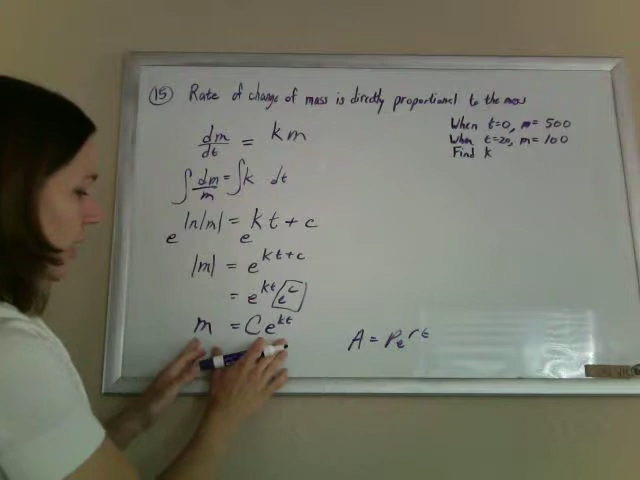 15 Rate of change of mass is directly proportional to the mass
When t=0, m= 500
When t=20, m= 100
Find k
dm/dt = km
∫ dm/m = ∫ k dt
e^ln|m| = e^kt+c
|m| = e^kt+c
= e^kt e^c
m = Ce^kt
A = Pe^rt